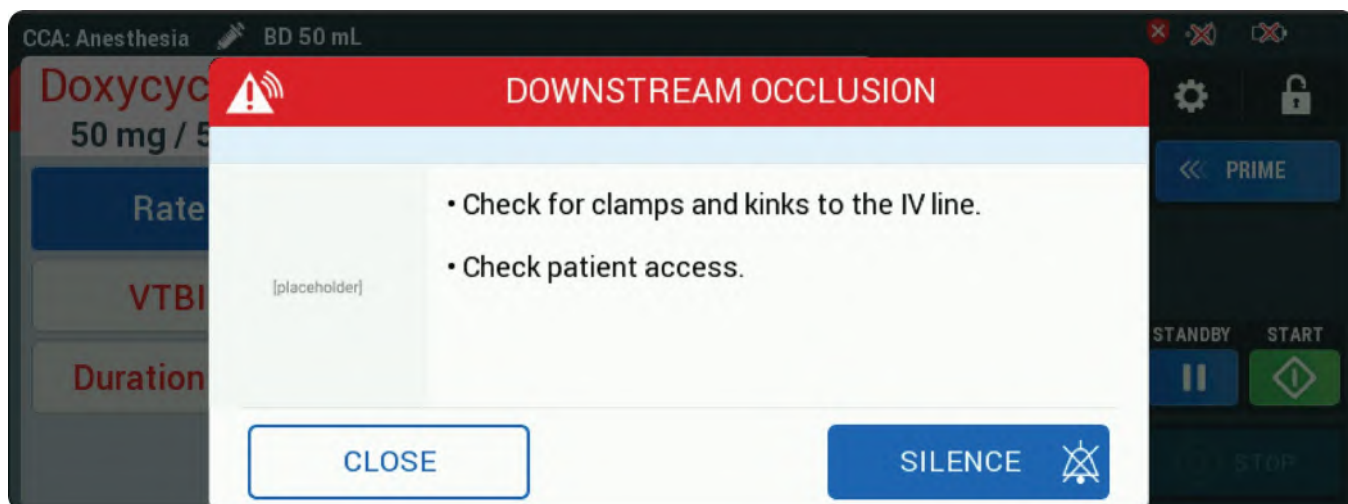 CCA: Anesthesia BD 50 mL
DOWNSTREAM OCCLUSION
Doxycyc
50 mg / 5
PRIME
• Check for clamps and kinks to the IV line.
Rate
• Check patient access.
[placeholder]
VTBI
STANDBY START
Duration
CLOSE
SILENCE
STOP